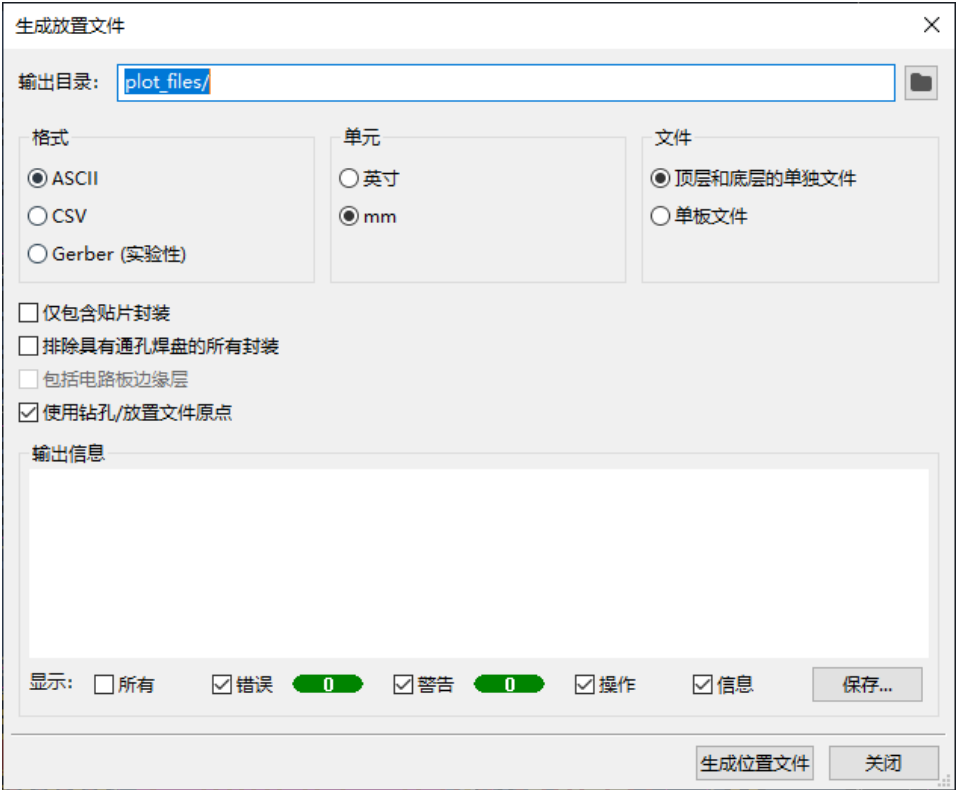 生成放置文件
输出目录: plot_files/
格式 单元 文件
ASCII 英寸 顶层和底层的单独文件
CSV mm 单板文件
Gerber (实验性)
仅包含贴片封装
排除具有通孔焊盘的所有封装
包括电路板边缘层
使用钻孔/放置文件原点
输出信息
显示: 所有 错误 0 警告 0 操作 信息 保存...
生成位置文件 关闭